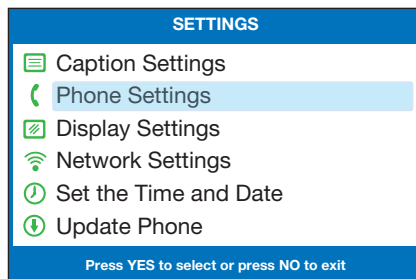 SETTINGS
Caption Settings
Phone Settings
Display Settings
Network Settings
Set the Time and Date
Update Phone
Press YES to select or press NO to exit